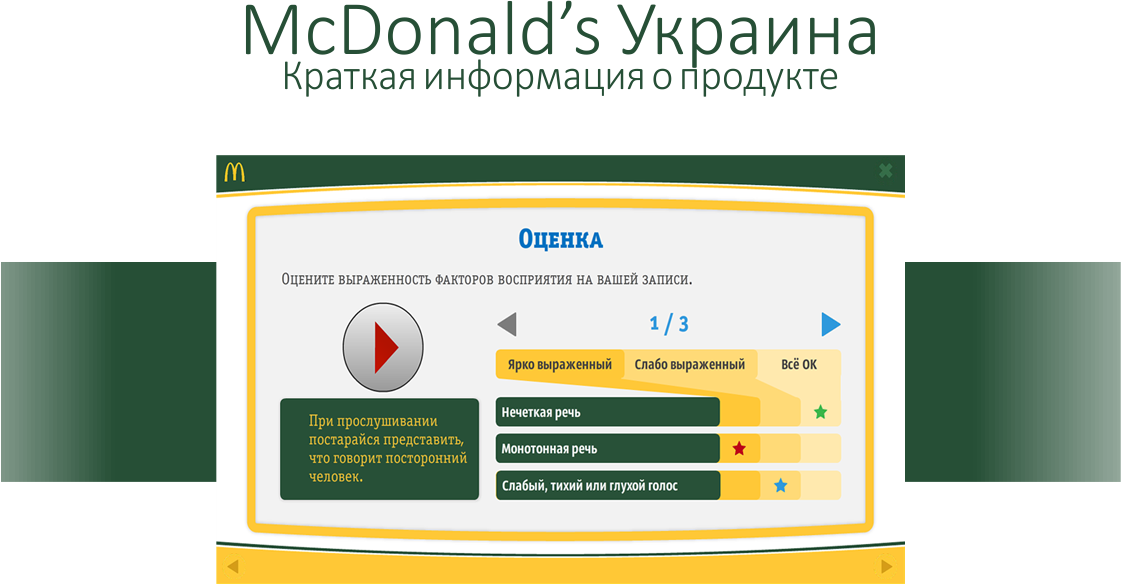 McDonald’s Украина
Краткая информация о продукте
Оценка
Оцените выраженность факторов восприятия на вашей записи.
1 / 3
Ярко выраженный Слабо выраженный Всё ОК
При прослушивании
постарайся представить,
что говорит посторонний
человек.
Нечеткая речь
Монотонная речь
Слабый, тихий или глухой голос